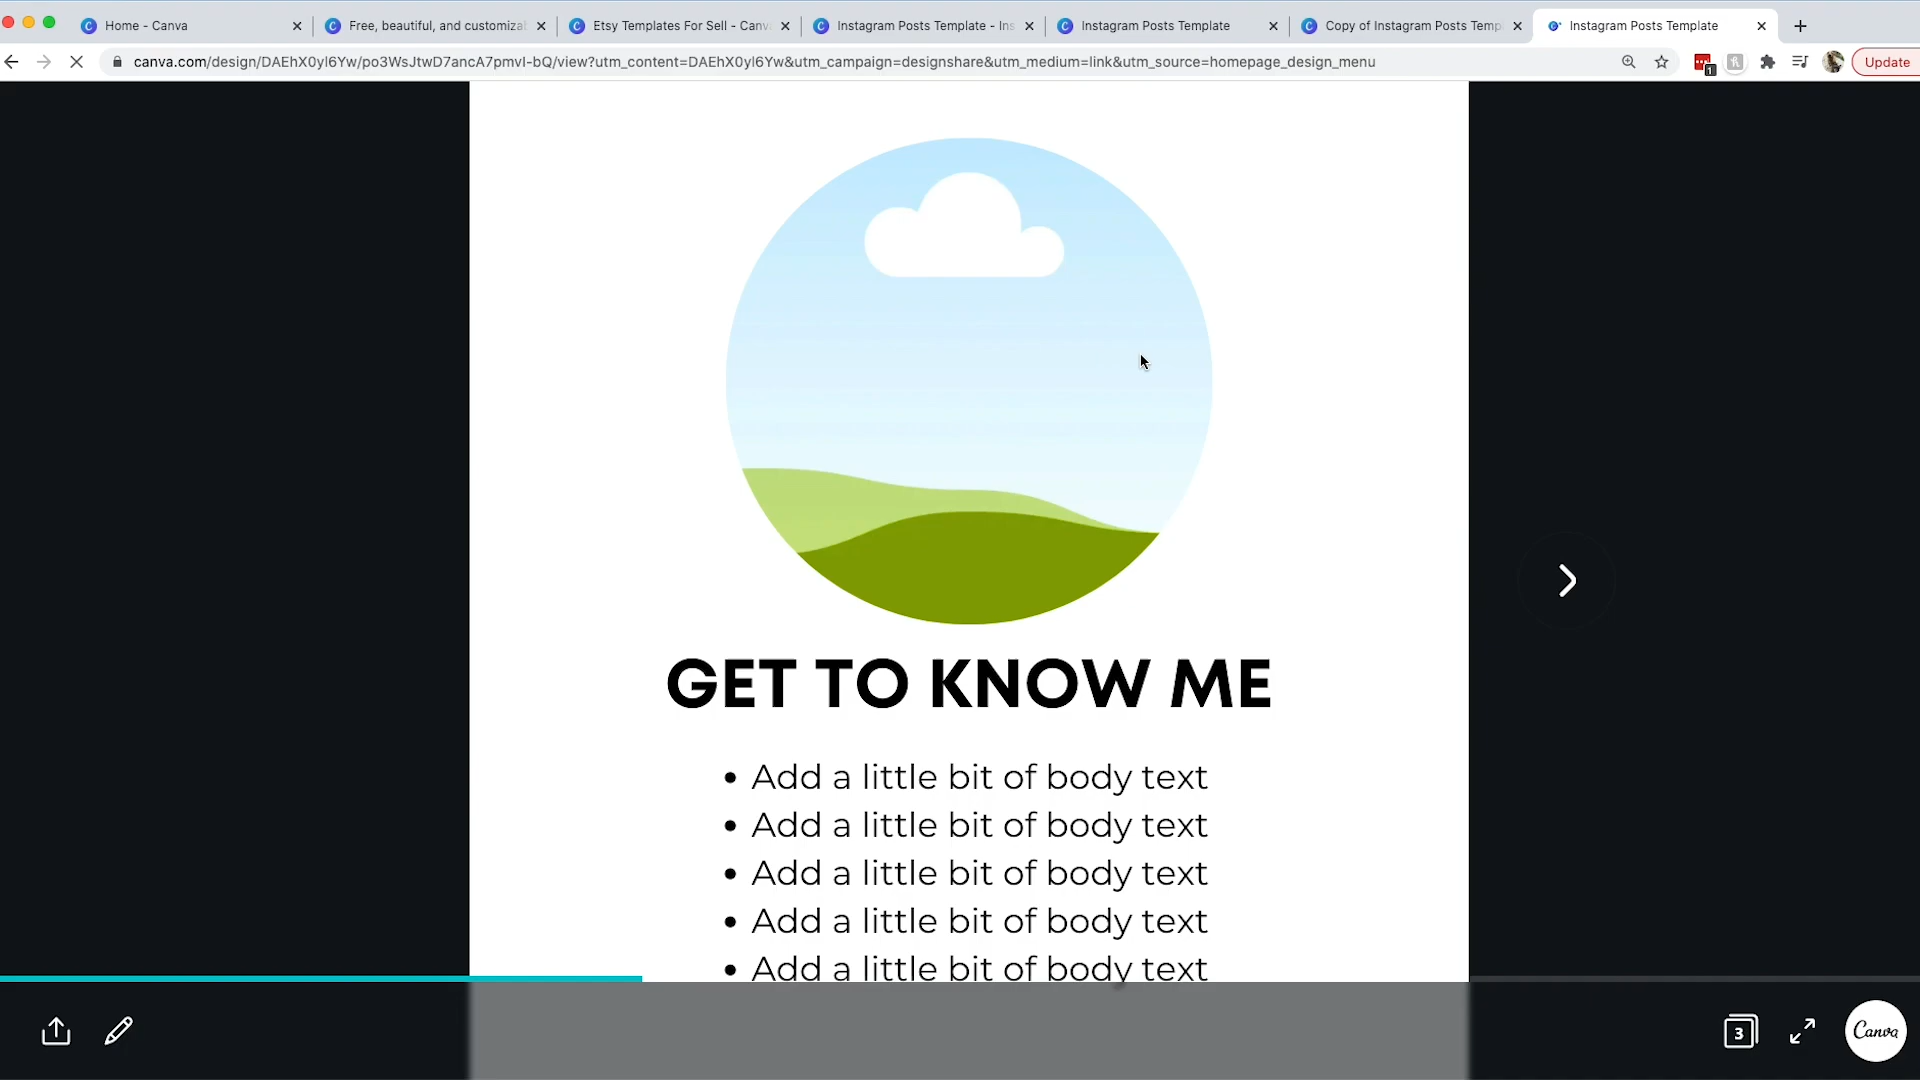 Home - Canva
Free, beautiful, and customizab
Etsy Templates For Sell - Canv
Instagram Posts Template - Ins
Instagram Posts Template
Copy of Instagram Posts Temp
Instagram Posts Template
canva.com/design/DAEhX0yl6Yw/po3WsJtwD7ancA7pmvI-bQ/view?utm_content=DAEhX0yl6Yw&utm_campaign=designshare&utm_medium=link&utm_source=homepage_design_menu
1
Update
GET TO KNOW ME
• Add a little bit of body text
• Add a little bit of body text
• Add a little bit of body text
• Add a little bit of body text
• Add a little bit of body text
3
Canva